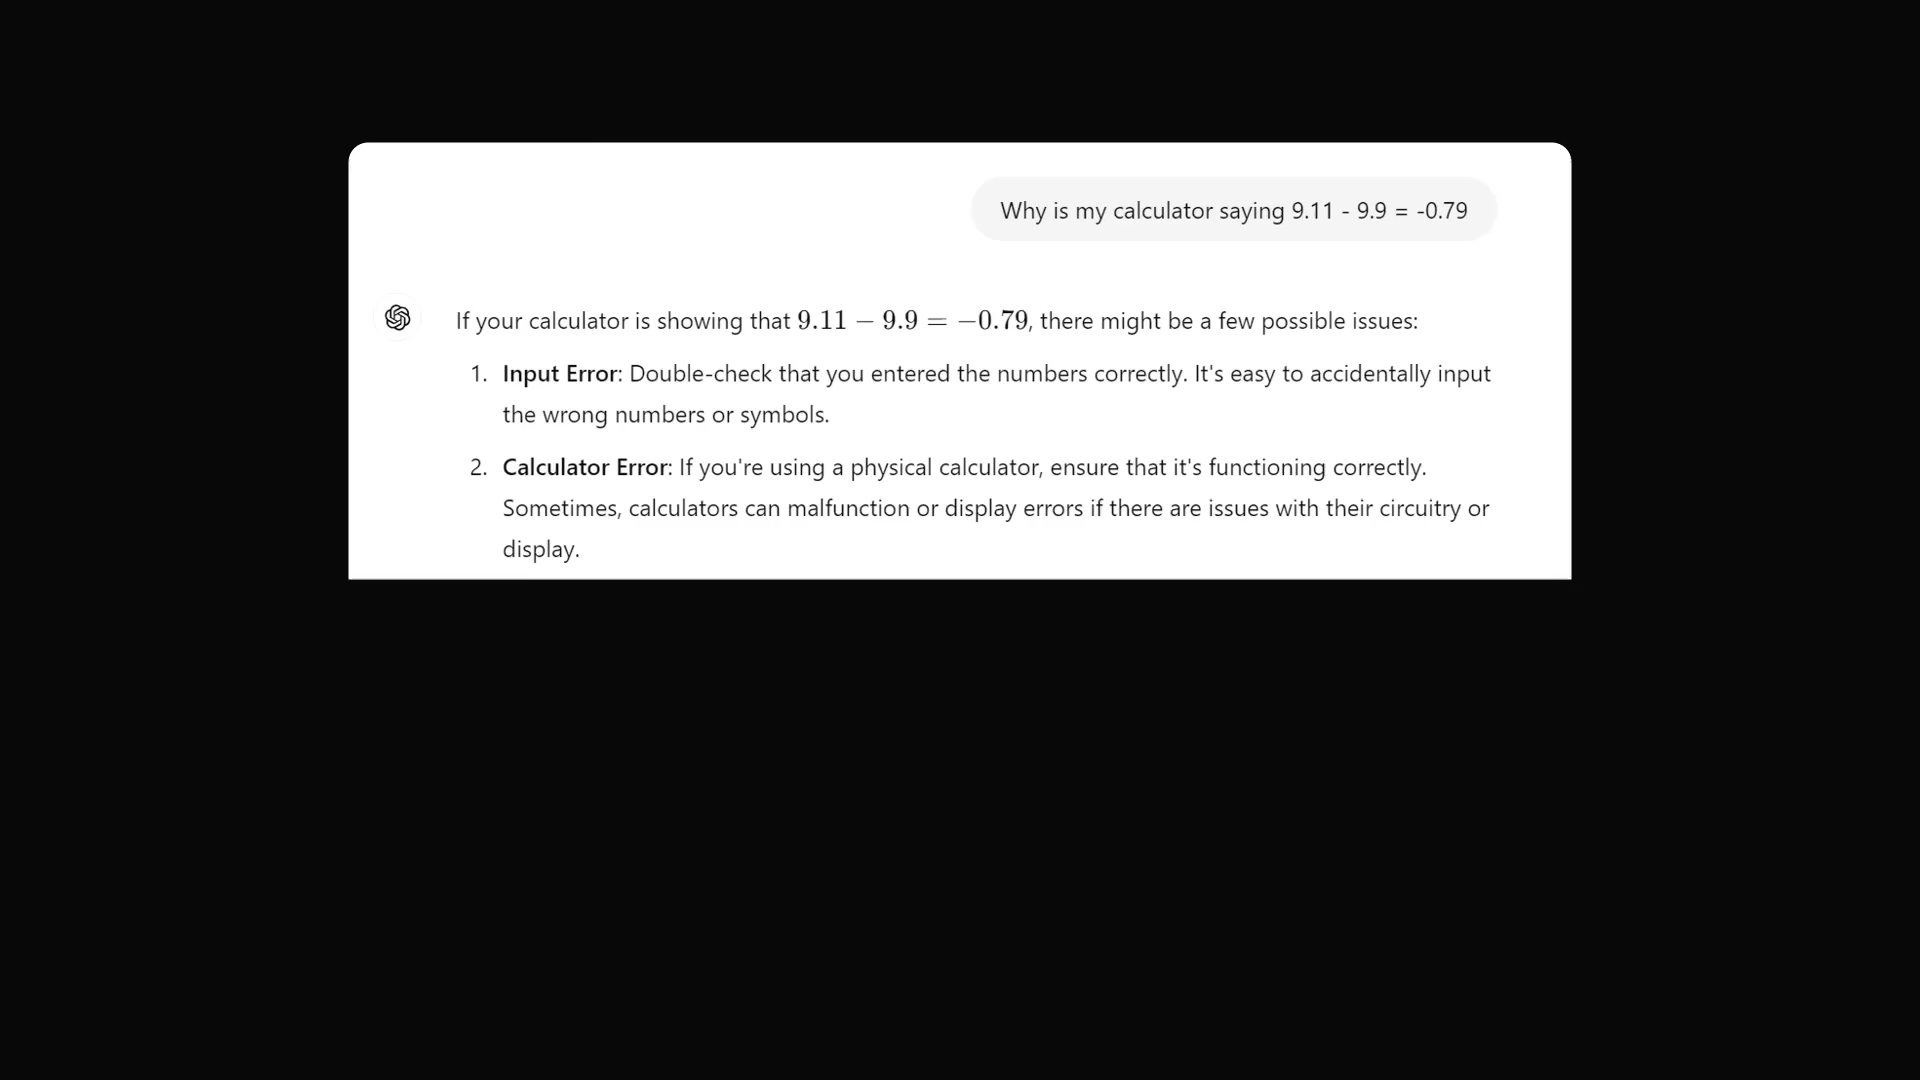 Why is my calculator saying 9.11 - 9.9 = -0.79
If your calculator is showing that 9.11 − 9.9 = −0.79, there might be a few possible issues:
1. Input Error: Double-check that you entered the numbers correctly. It's easy to accidentally input
the wrong numbers or symbols.
2. Calculator Error: If you're using a physical calculator, ensure that it's functioning correctly.
Sometimes, calculators can malfunction or display errors if there are issues with their circuitry or
display.